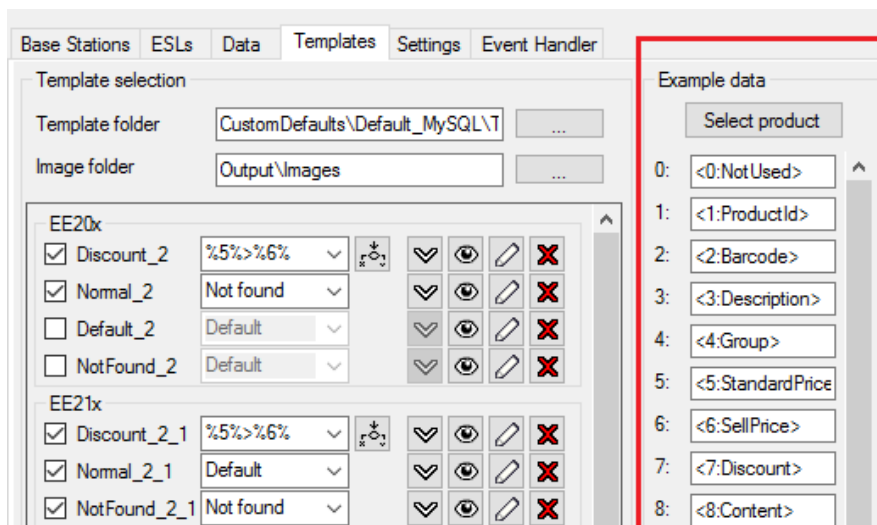 Base Stations ESLs Data Templates Settings Event Handler
Template selection
Template folder CustomDefaults\Default_MySQL\T ...
Image folder Output\Images ...
EE20x
Discount_2 %5%>%6%
Normal_2 Not found
Default_2 Default
NotFound_2 Default
EE21x
Discount_2_1 %5%>%6%
Normal_2_1 Default
NotFound_2_1 Not found
Example data
Select product
0: <0:NotUsed>
1: <1:ProductId>
2: <2:Barcode>
3: <3:Description>
4: <4:Group>
5: <5:StandardPrice
6: <6:SellPrice>
7: <7:Discount>
8: <8:Content>